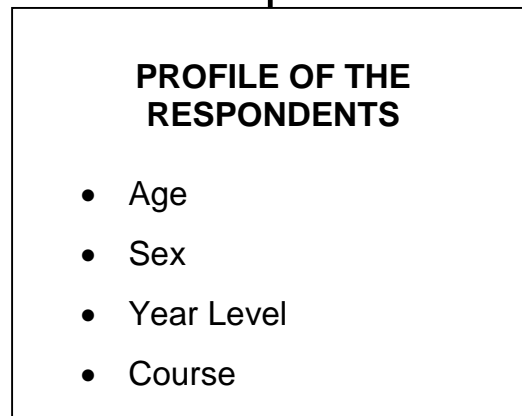 PROFILE OF THE
RESPONDENTS
• Age
• Sex
• Year Level
• Course